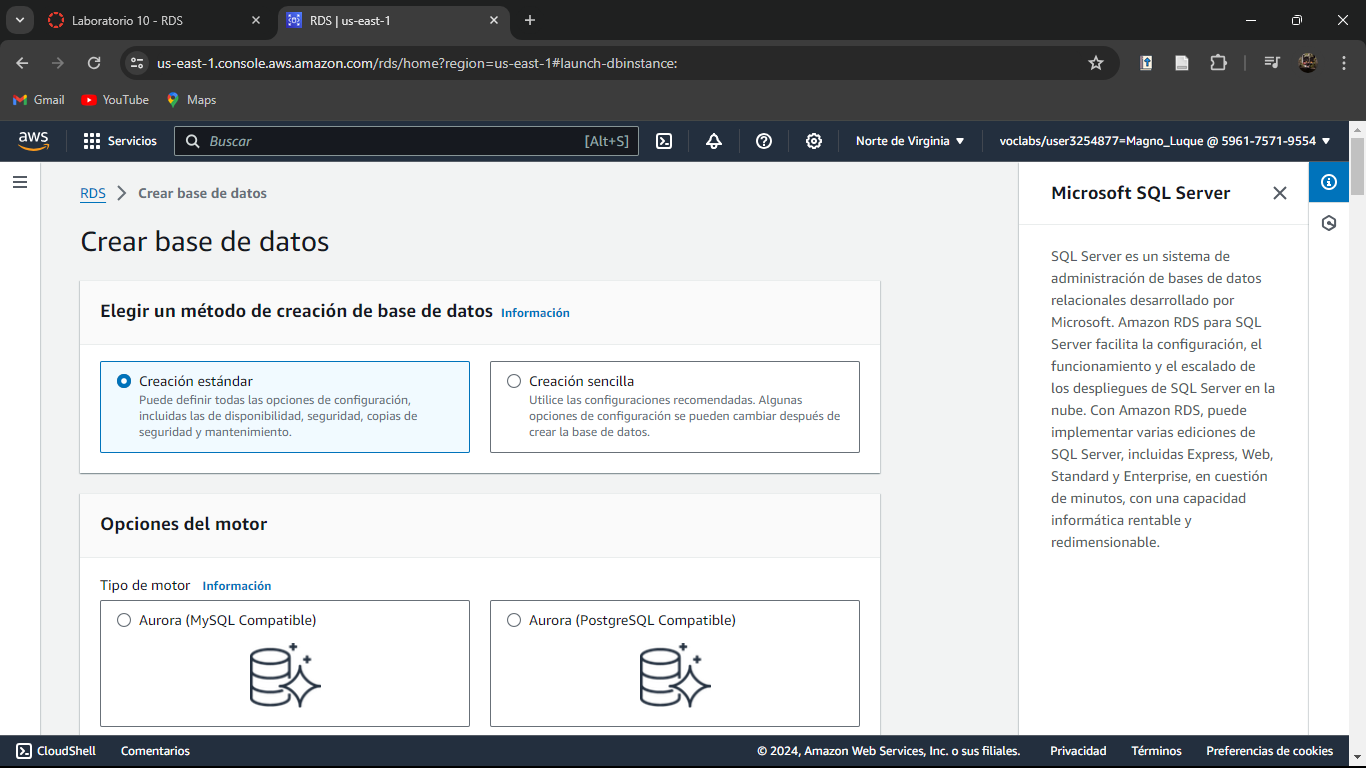 Laboratorio 10 - RDS
RDS | us-east-1
us-east-1.console.aws.amazon.com/rds/home?region=us-east-1#launch-dbinstance:
Gmail
YouTube
Maps
aws
Servicios
Buscar
[Alt+S]
Norte de Virginia
voclabs/user3254877=Magno_Luque @ 5961-7571-9554
RDS
Crear base de datos
Crear base de datos
Elegir un método de creación de base de datos Información
Creación estándar
Puede definir todas las opciones de configuración,
incluidas las de disponibilidad, seguridad, copias de
seguridad y mantenimiento.
Creación sencilla
Utilice las configuraciones recomendadas. Algunas
opciones de configuración se pueden cambiar después de
crear la base de datos.
Opciones del motor
Tipo de motor Información
Aurora (MySQL Compatible)
Aurora (PostgreSQL Compatible)
Microsoft SQL Server
SQL Server es un sistema de
administración de bases de datos
relacionales desarrollado por
Microsoft. Amazon RDS para SQL
Server facilita la configuración, el
funcionamiento y el escalado de
los despliegues de SQL Server en la
nube. Con Amazon RDS, puede
implementar varias ediciones de
SQL Server, incluidas Express, Web,
Standard y Enterprise, en cuestión
de minutos, con una capacidad
informática rentable y
redimensionable.
CloudShell
Comentarios
© 2024, Amazon Web Services, Inc. o sus filiales.
Privacidad
Términos
Preferencias de cookies